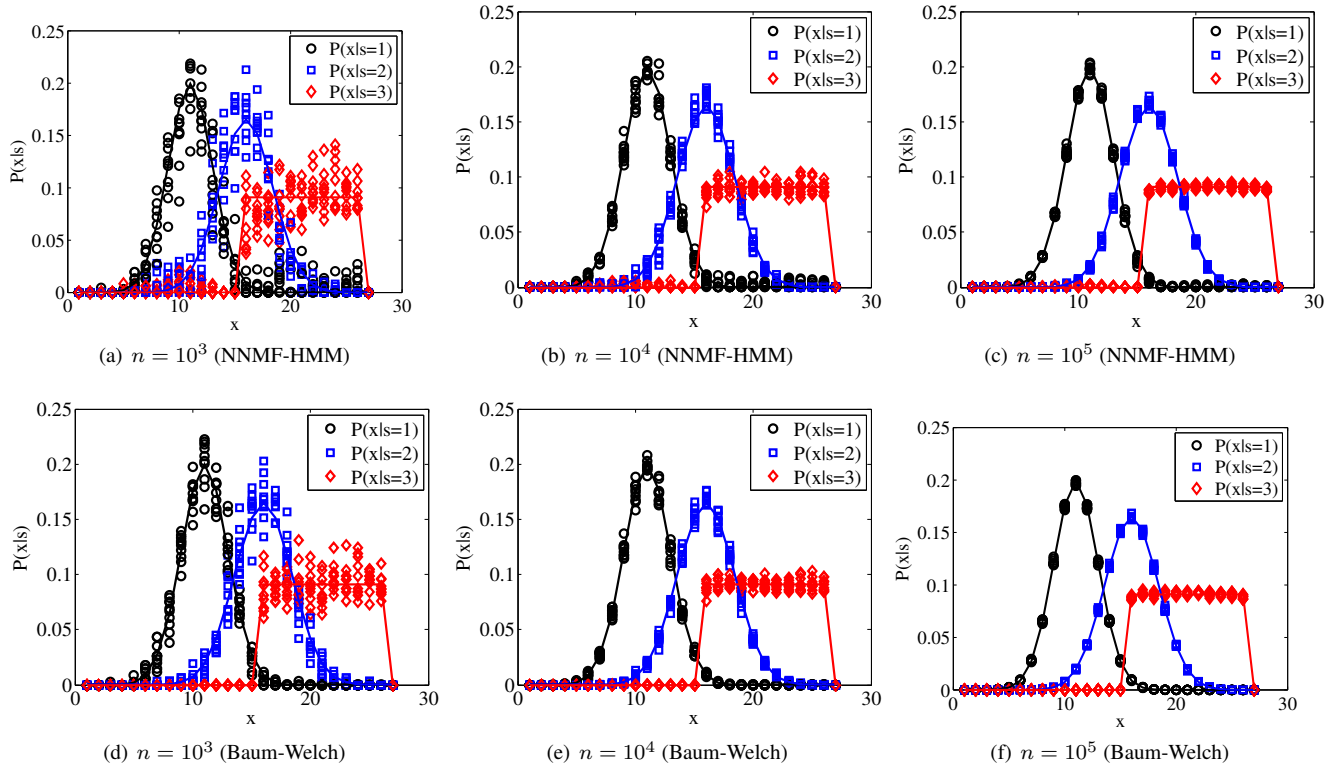 0.25
0.2
0.15
0.1
0.05
0
0 10 20 30
P(x|s)
x
P(x|s=1)
P(x|s=2)
P(x|s=3)
(a) n = 10^3 (NNMF-HMM)
0.25
0.2
0.15
0.1
0.05
0
0 10 20 30
P(x|s)
x
P(x|s=1)
P(x|s=2)
P(x|s=3)
(b) n = 10^4 (NNMF-HMM)
0.25
0.2
0.15
0.1
0.05
0
0 10 20 30
P(x|s)
x
P(x|s=1)
P(x|s=2)
P(x|s=3)
(c) n = 10^5 (NNMF-HMM)
0.25
0.2
0.15
0.1
0.05
0
0 10 20 30
P(x|s)
x
P(x|s=1)
P(x|s=2)
P(x|s=3)
(d) n = 10^3 (Baum-Welch)
0.25
0.2
0.15
0.1
0.05
0
0 10 20 30
P(x|s)
x
P(x|s=1)
P(x|s=2)
P(x|s=3)
(e) n = 10^4 (Baum-Welch)
0.25
0.2
0.15
0.1
0.05
0
0 10 20 30
P(x|s)
x
P(x|s=1)
P(x|s=2)
P(x|s=3)
(f) n = 10^5 (Baum-Welch)